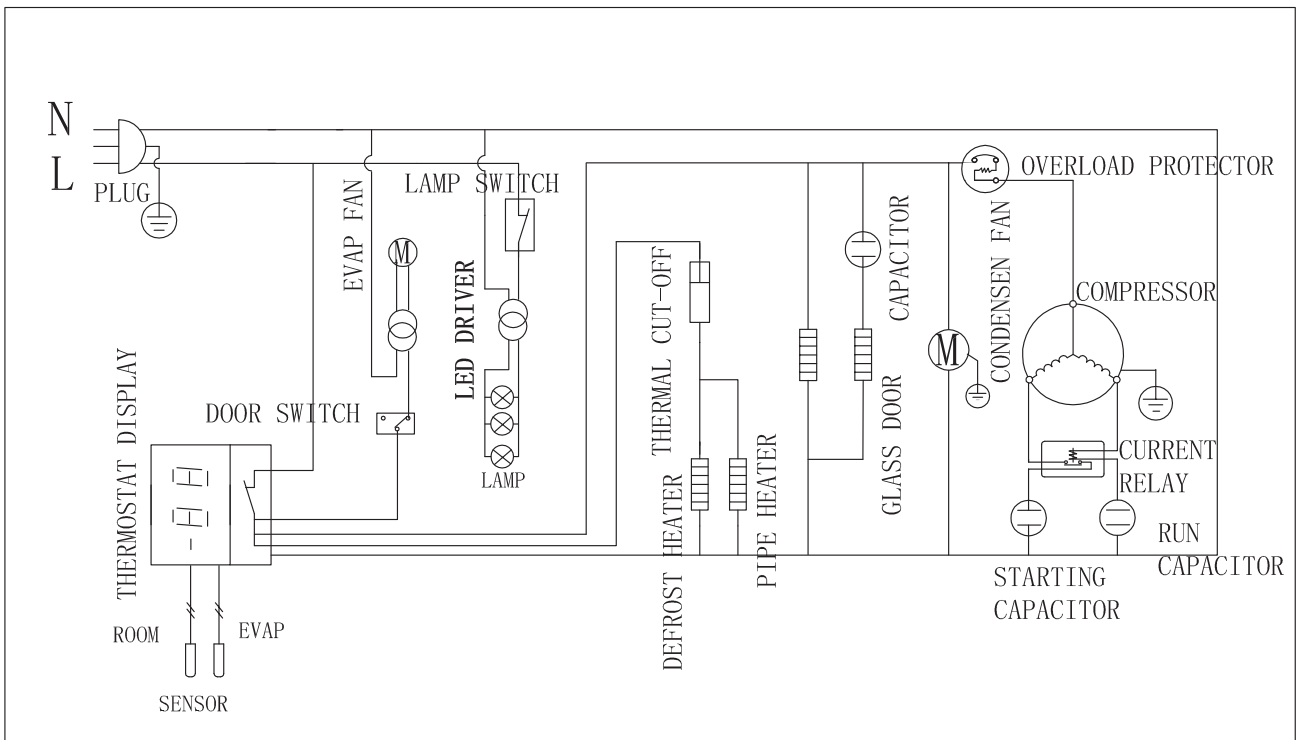 N
L
PLUG
EVAP FAN
M
LAMP SWITCH
LED DRIVER
LAMP
DOOR SWITCH
THERMOSTAT DISPLAY
ROOM
EVAP
SENSOR
THERMAL CUT-OFF
DEFROST HEATER
PIPE HEATER
CAPACITOR
GLASS DOOR
M
CONDENSEN FAN
OVERLOAD PROTECTOR
COMPRESSOR
CURRENT
RELAY
STARTING
CAPACITOR
RUN
CAPACITOR